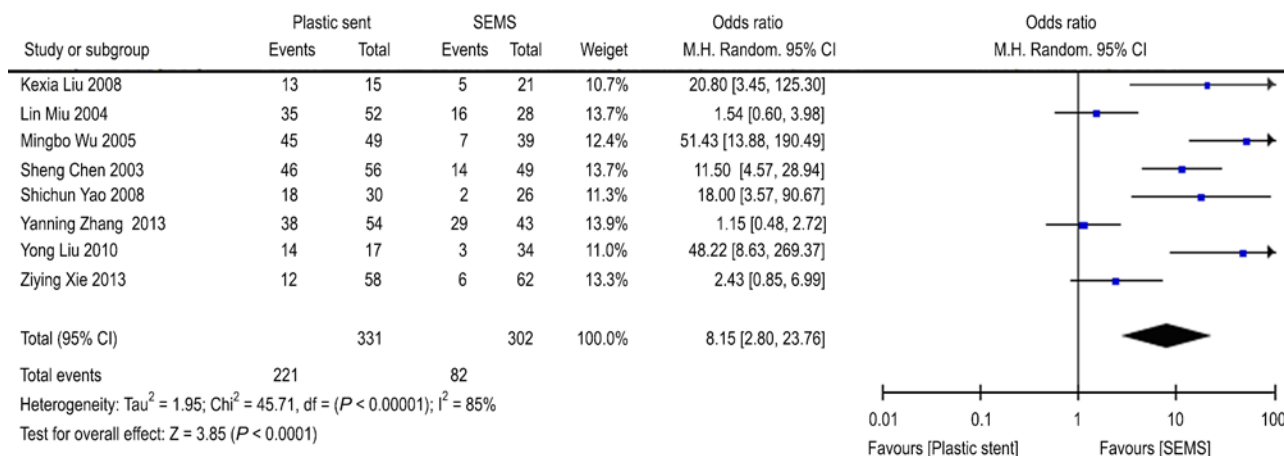 Plastic sent SEMS Odds ratio Odds ratio
Study or subgroup Events Total Events Total Weiget M.H. Random. 95% CI M.H. Random. 95% CI
Kexia Liu 2008 13 15 5 21 10.7% 20.80 [3.45, 125.30]
Lin Miu 2004 35 52 16 28 13.7% 1.54 [0.60, 3.98]
Mingbo Wu 2005 45 49 7 39 12.4% 51.43 [13.88, 190.49]
Sheng Chen 2003 46 56 14 49 13.7% 11.50 [4.57, 28.94]
Shichun Yao 2008 18 30 2 26 11.3% 18.00 [3.57, 90.67]
Yanning Zhang 2013 38 54 29 43 13.9% 1.15 [0.48, 2.72]
Yong Liu 2010 14 17 3 34 11.0% 48.22 [8.63, 269.37]
Ziying Xie 2013 12 58 6 62 13.3% 2.43 [0.85, 6.99]
Total (95% CI) 331 302 100.0% 8.15 [2.80, 23.76]
Total events 221 82
Heterogeneity: Tau² = 1.95; Chi² = 45.71, df = (P < 0.00001); I² = 85%
Test for overall effect: Z = 3.85 (P < 0.0001)
0.01 0.1 1 10 100
Favours [Plastic stent] Favours [SEMS]